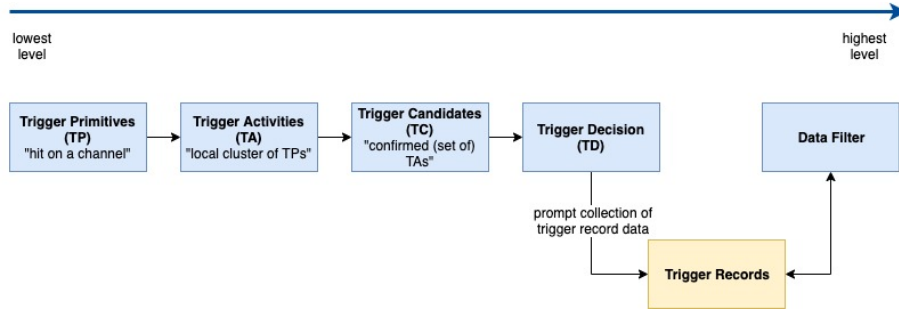 lowest
level
highest
level
Trigger Primitives
(TP)
"hit on a channel"
Trigger Activities
(TA)
"local cluster of TPs"
Trigger Candidates
(TC)
"confirmed (set of)
TAs"
Trigger Decision
(TD)
Data Filter
prompt collection of
trigger record data
Trigger Records